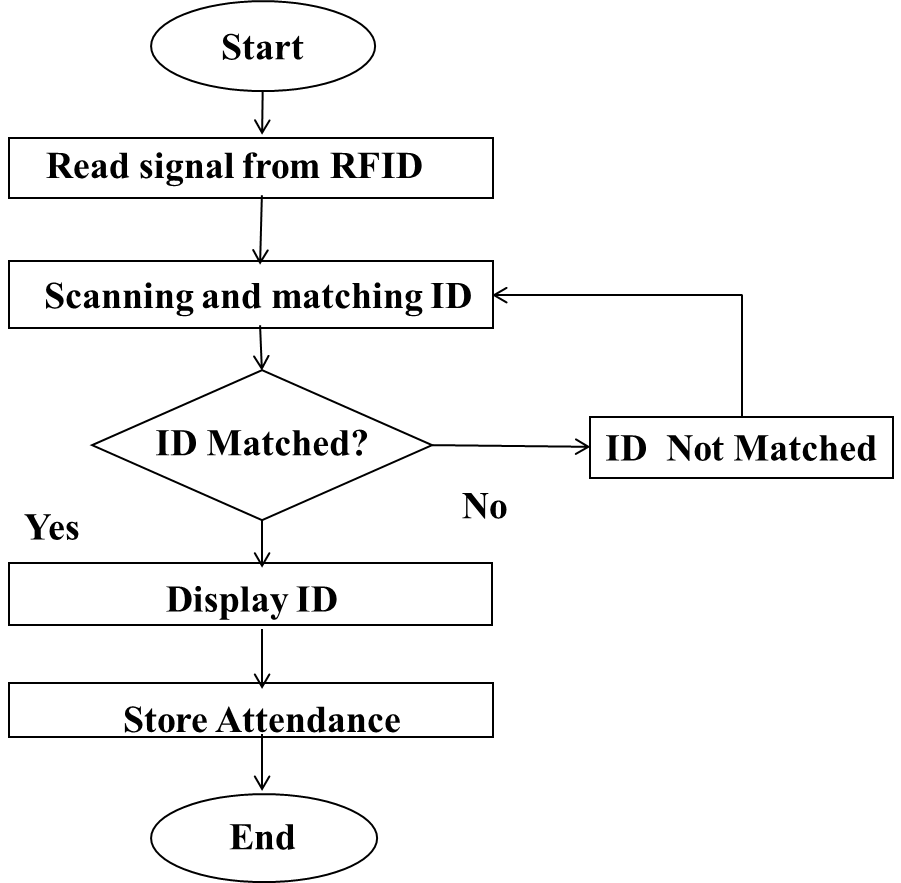 Start
Read signal from RFID
Scanning and matching ID
ID Matched?
ID Not Matched
No
Yes
Display ID
Store Attendance
End